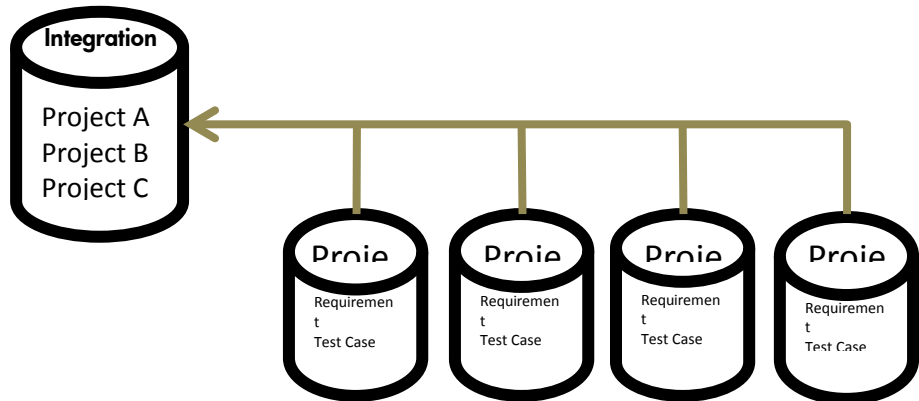 Integration
Project A
Project B
Project C
Proje
Proje
Proje
Proje
Requiremen
t
Test Case
Requiremen
t
Test Case
Requiremen
t
Test Case
Requiremen
t
Test Case